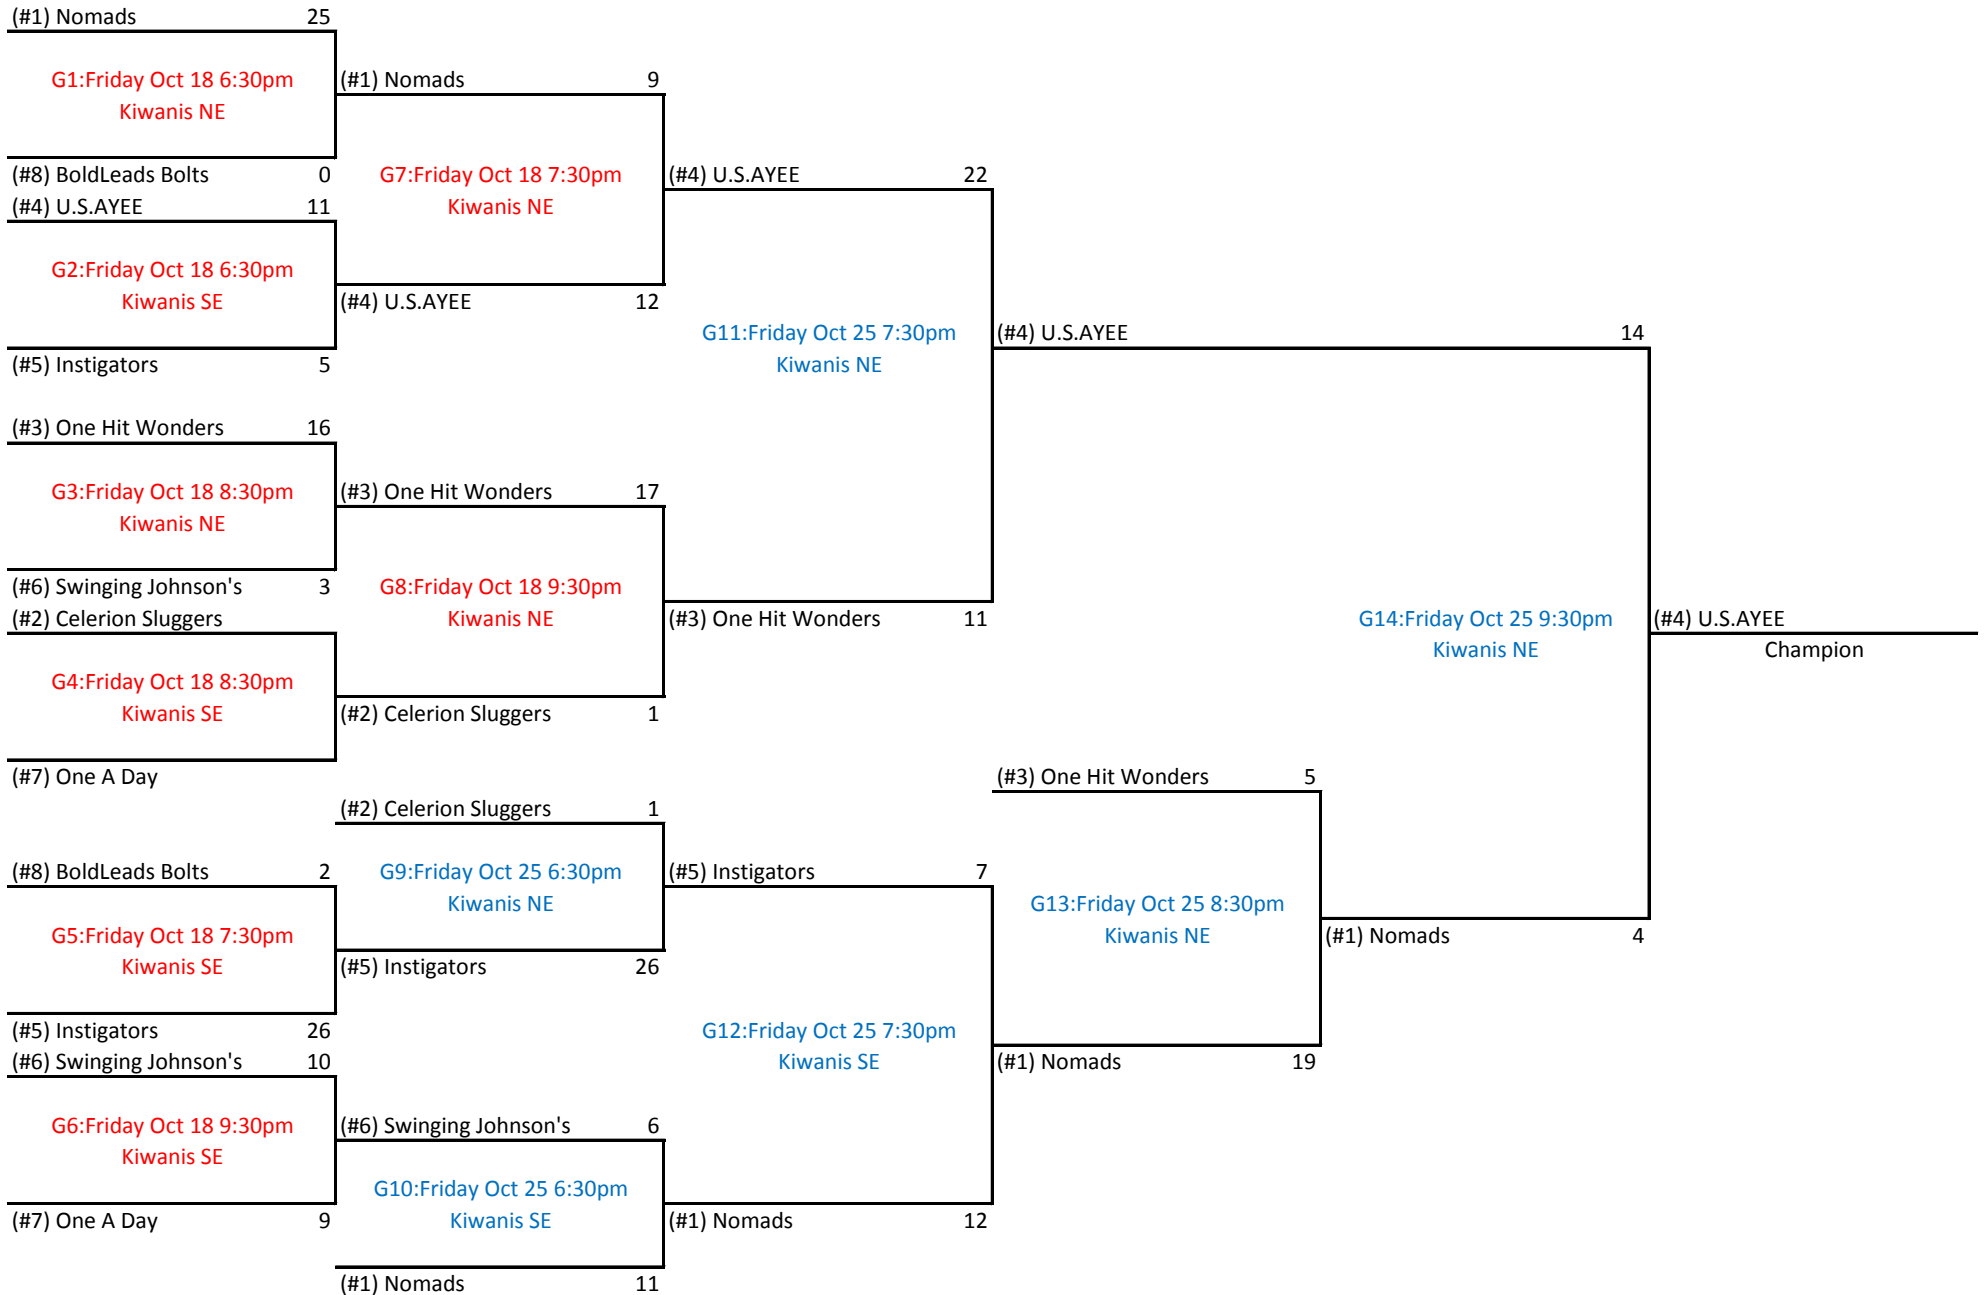 (#1) Nomads 25
G1:Friday Oct 18 6:30pm
Kiwanis NE
(#8) BoldLeads Bolts 0
(#4) U.S.AYEE 11
G2:Friday Oct 18 6:30pm
Kiwanis SE
(#5) Instigators 5
(#3) One Hit Wonders 16
G3:Friday Oct 18 8:30pm
Kiwanis NE
(#6) Swinging Johnson's 3
(#2) Celerion Sluggers
G4:Friday Oct 18 8:30pm
Kiwanis SE
(#7) One A Day
(#8) BoldLeads Bolts 2
G5:Friday Oct 18 7:30pm
Kiwanis SE
(#5) Instigators 26
(#6) Swinging Johnson's 10
G6:Friday Oct 18 9:30pm
Kiwanis SE
(#7) One A Day 9
(#1) Nomads 9
G7:Friday Oct 18 7:30pm
Kiwanis NE
(#4) U.S.AYEE 12
(#3) One Hit Wonders 17
G8:Friday Oct 18 9:30pm
Kiwanis NE
(#2) Celerion Sluggers 1
(#2) Celerion Sluggers 1
G9:Friday Oct 25 6:30pm
Kiwanis NE
(#5) Instigators 26
(#6) Swinging Johnson's 6
G10:Friday Oct 25 6:30pm
Kiwanis SE
(#1) Nomads 11
(#4) U.S.AYEE 22
G11:Friday Oct 25 7:30pm
Kiwanis NE
(#3) One Hit Wonders 11
(#5) Instigators 7
G12:Friday Oct 25 7:30pm
Kiwanis SE
(#1) Nomads 12
(#4) U.S.AYEE 14
(#3) One Hit Wonders 5
G13:Friday Oct 25 8:30pm
Kiwanis NE
(#1) Nomads 19
G14:Friday Oct 25 9:30pm
Kiwanis NE
(#1) Nomads 4
(#4) U.S.AYEE
Champion